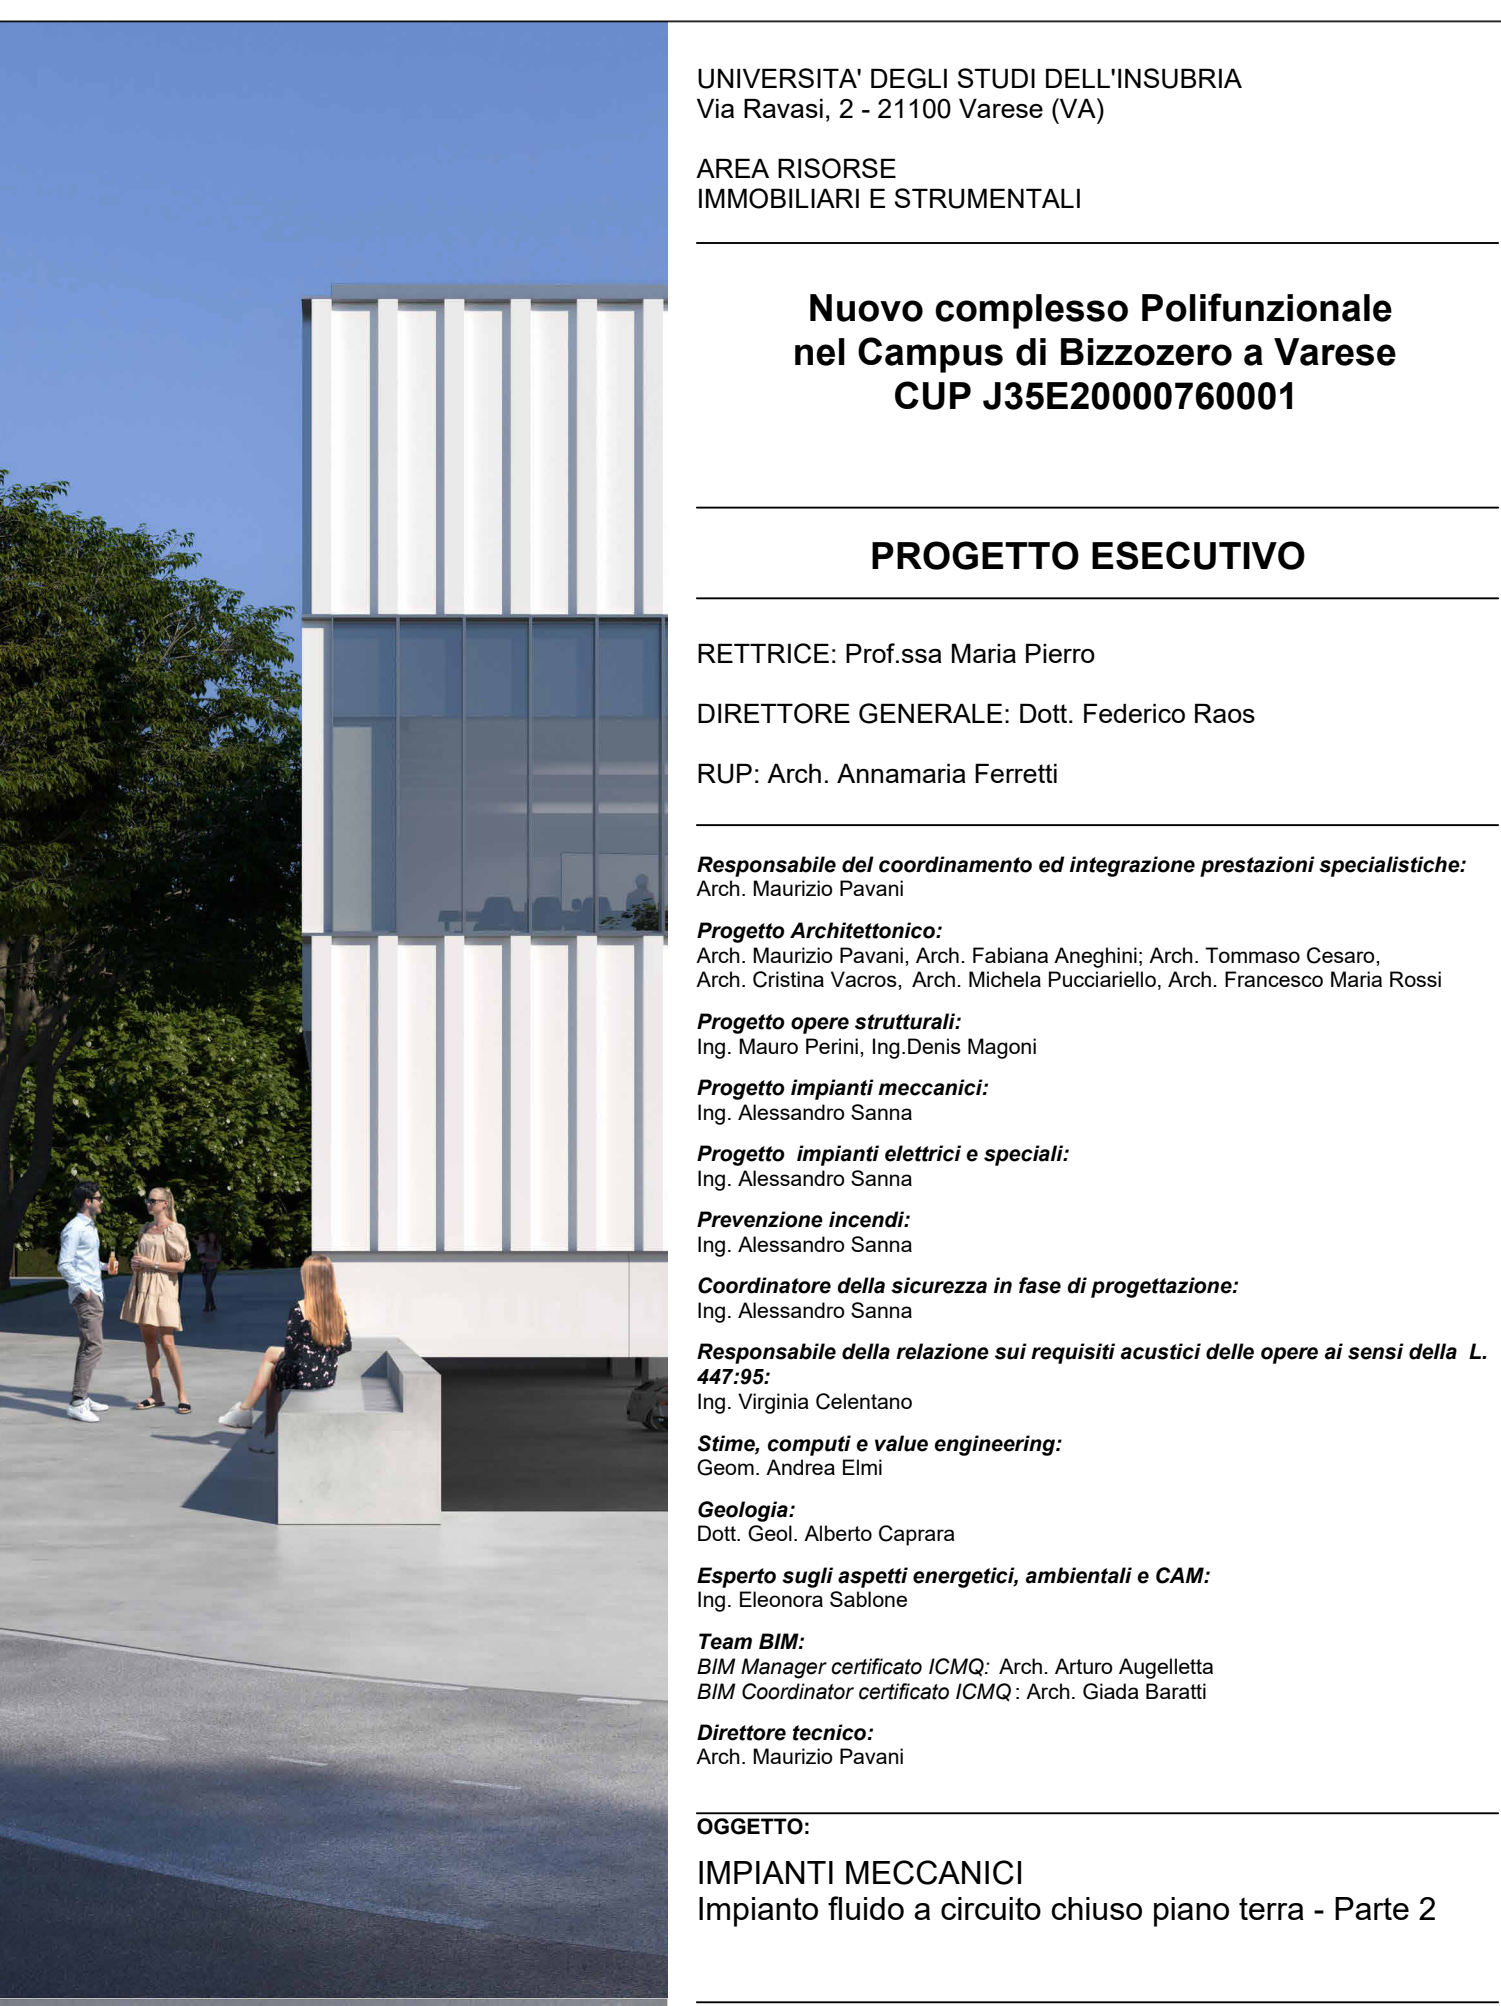 UNIVERSITA' DEGLI STUDI DELL'INSUBRIA
Via Ravasi, 2 - 21100 Varese (VA)
AREA RISORSE
IMMOBILIARI E STRUMENTALI
Nuovo complesso Polifunzionale
nel Campus di Bizzozero a Varese
CUP J35E20000760001
PROGETTO ESECUTIVO
RETTRICE: Prof.ssa Maria Pierro
DIRETTORE GENERALE: Dott. Federico Raos
RUP: Arch. Annamaria Ferretti
Responsabile del coordinamento ed integrazione prestazioni specialistiche:
Arch. Maurizio Pavani
Progetto Architettonico:
Arch. Maurizio Pavani, Arch. Fabiana Aneghini; Arch. Tommaso Cesaro,
Arch. Cristina Vacros, Arch. Michela Pucciariello, Arch. Francesco Maria Rossi
Progetto opere strutturali:
Ing. Mauro Perini, Ing.Denis Magoni
Progetto impianti meccanici:
Ing. Alessandro Sanna
Progetto impianti elettrici e speciali:
Ing. Alessandro Sanna
Prevenzione incendi:
Ing. Alessandro Sanna
Coordinatore della sicurezza in fase di progettazione:
Ing. Alessandro Sanna
Responsabile della relazione sui requisiti acustici delle opere ai sensi della L.
447:95:
Ing. Virginia Celentano
Stime, computi e value engineering:
Geom. Andrea Elmi
Geologia:
Dott. Geol. Alberto Caprara
Esperto sugli aspetti energetici, ambientali e CAM:
Ing. Eleonora Sablone
Team BIM:
BIM Manager certificato ICMQ: Arch. Arturo Augelletta
BIM Coordinator certificato ICMQ : Arch. Giada Baratti
Direttore tecnico:
Arch. Maurizio Pavani
OGGETTO:
IMPIANTI MECCANICI
Impianto fluido a circuito chiuso piano terra - Parte 2